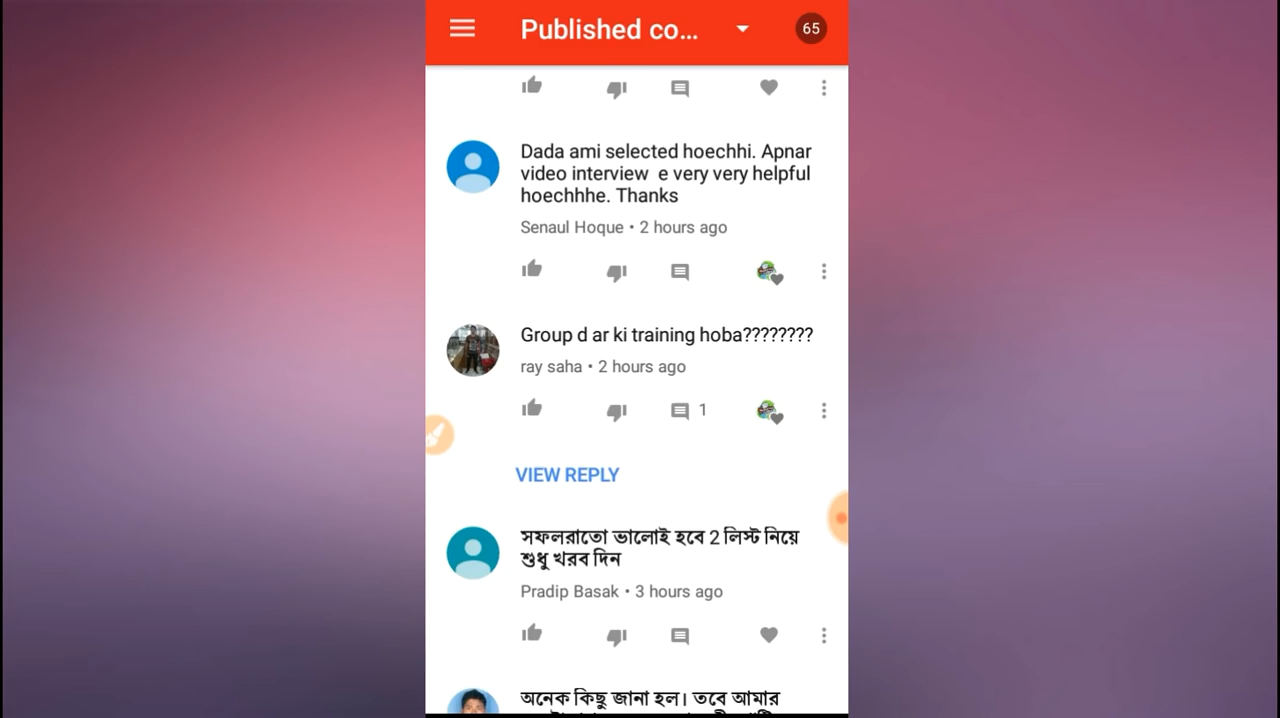 Published co...
65
Dada ami selected hoechhi. Apnar
video interview e very very helpful
hoechhhe. Thanks
Senaul Hoque • 2 hours ago
Group d ar ki training hoba????????
ray saha • 2 hours ago
1
VIEW REPLY
সফলরাতো ভালোই হবে 2 লিস্ট নিয়ে
শুধু খরব দিন
Pradip Basak • 3 hours ago
অনেক কিছু জানা হল। তবে আমার